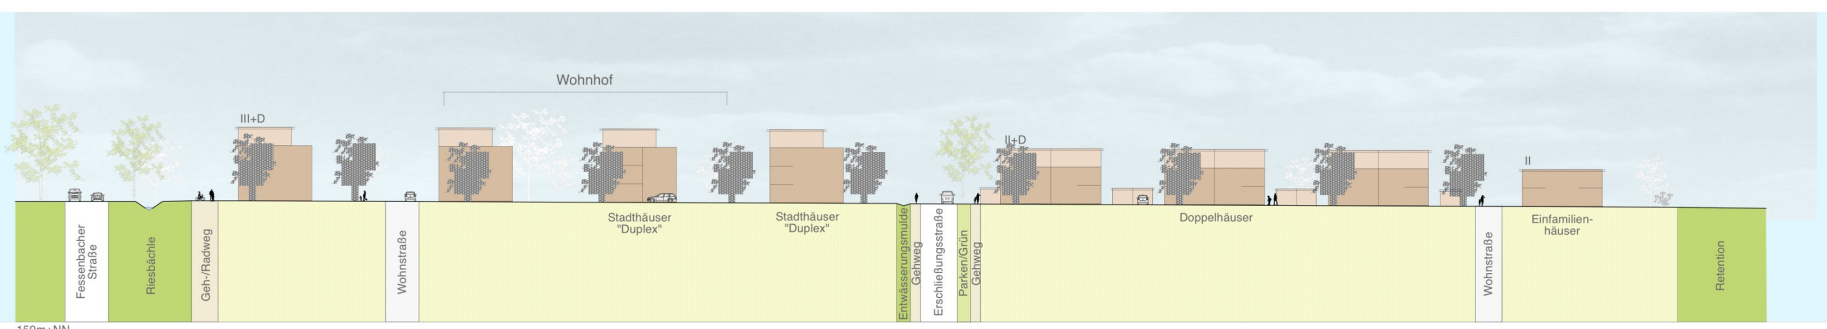 Wohnhof
III+D
II+D
II
Stadthäuser
"Duplex"
Stadthäuser
"Duplex"
Doppelhäuser
Einfamilien-
häuser
Fessenbacher
Straße
Riesbächle
Geh-/Radweg
Wohnstraße
Entwässerungsmulde
Gehweg
Erschließungsstraße
Parken/Grün
Gehweg
Wohnstraße
Retention